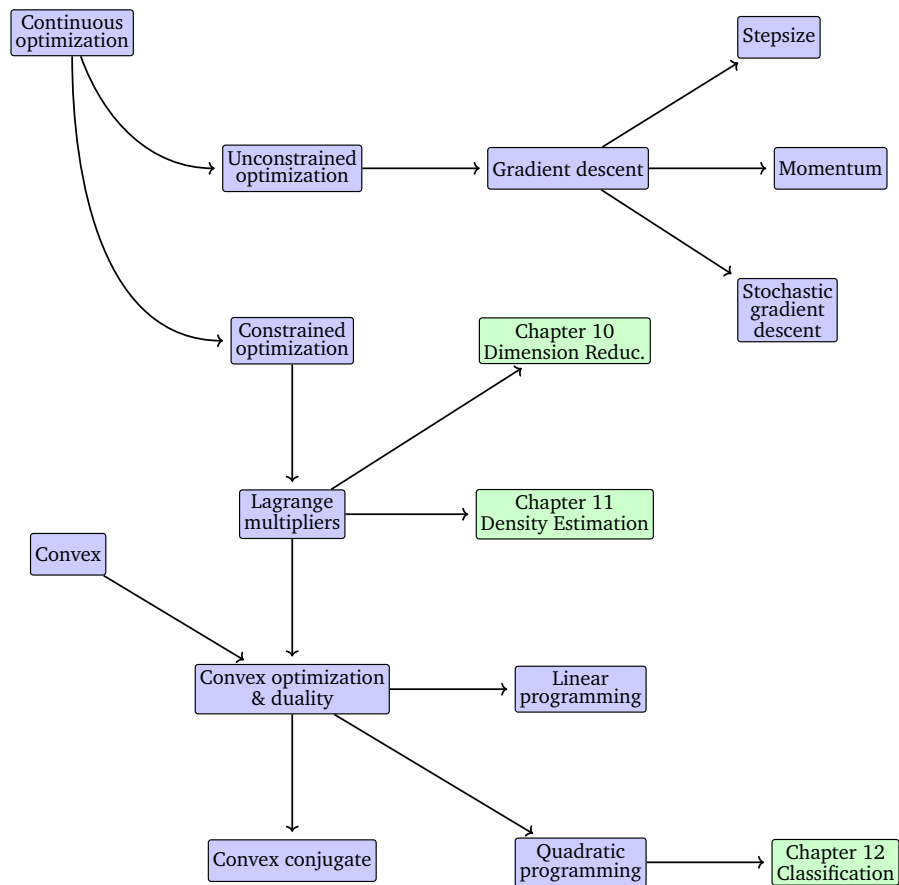 Continuous
optimization
Stepsize
Unconstrained
optimization
Gradient descent
Momentum
Stochastic
gradient
descent
Constrained
optimization
Chapter 10
Dimension Reduc.
Lagrange
multipliers
Chapter 11
Density Estimation
Convex
Convex optimization
& duality
Linear
programming
Convex conjugate
Quadratic
programming
Chapter 12
Classification